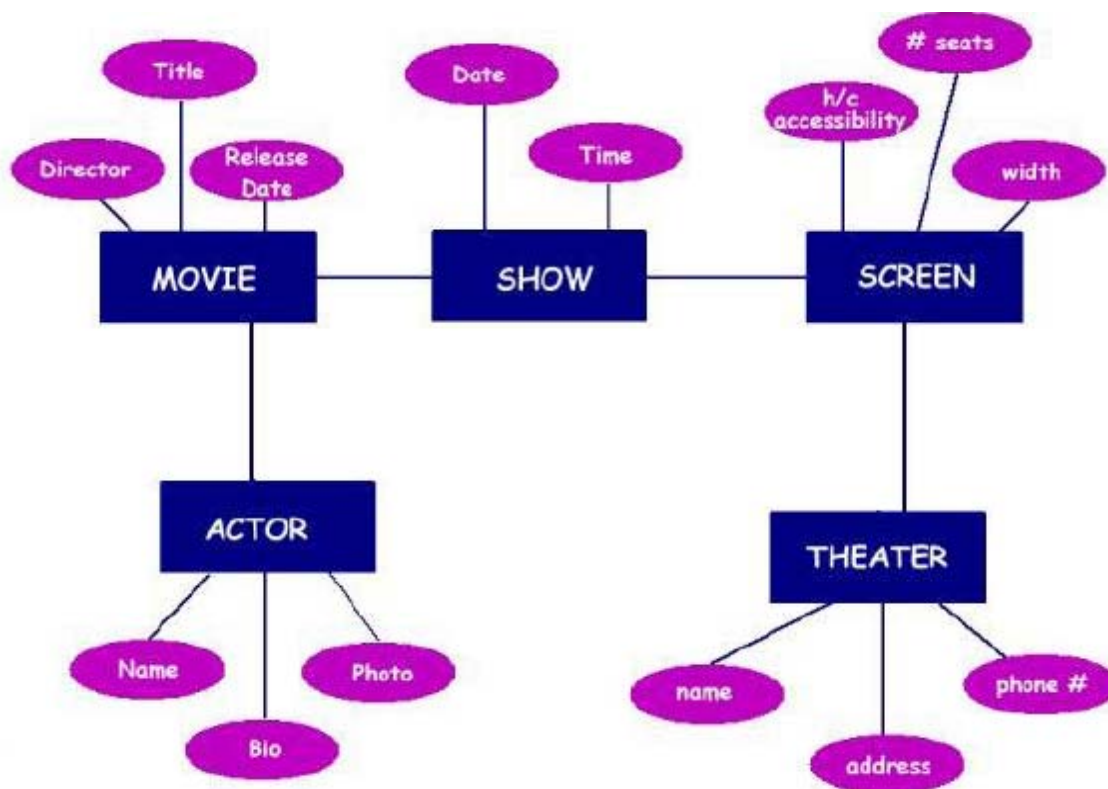 # seats
Title
Date
h/c
accessibility
Time
Director
Release
Date
width
MOVIE
SHOW
SCREEN
ACTOR
THEATER
Name
Photo
name
phone #
Bio
address